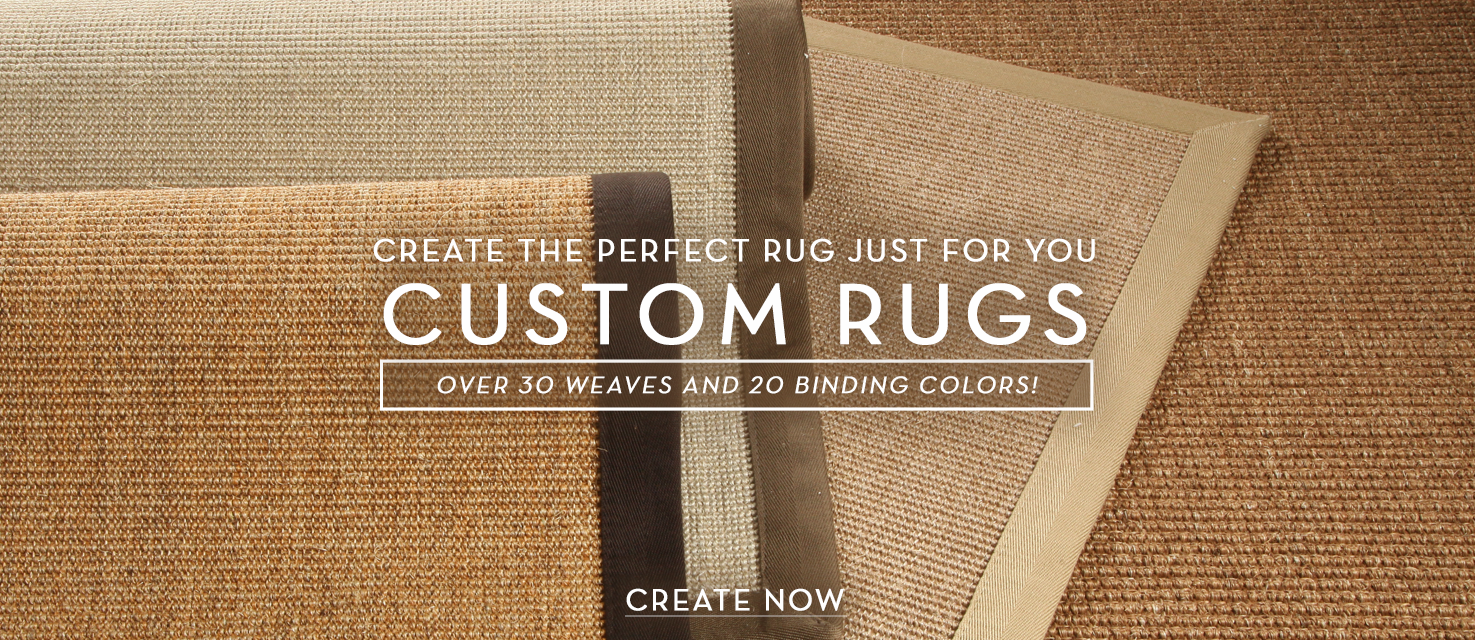 CREATE THE PERFECT RUG JUST FOR YOU
CUSTOM RUGS
OVER 30 WEAVES AND 20 BINDING COLORS!
CREATE NOW